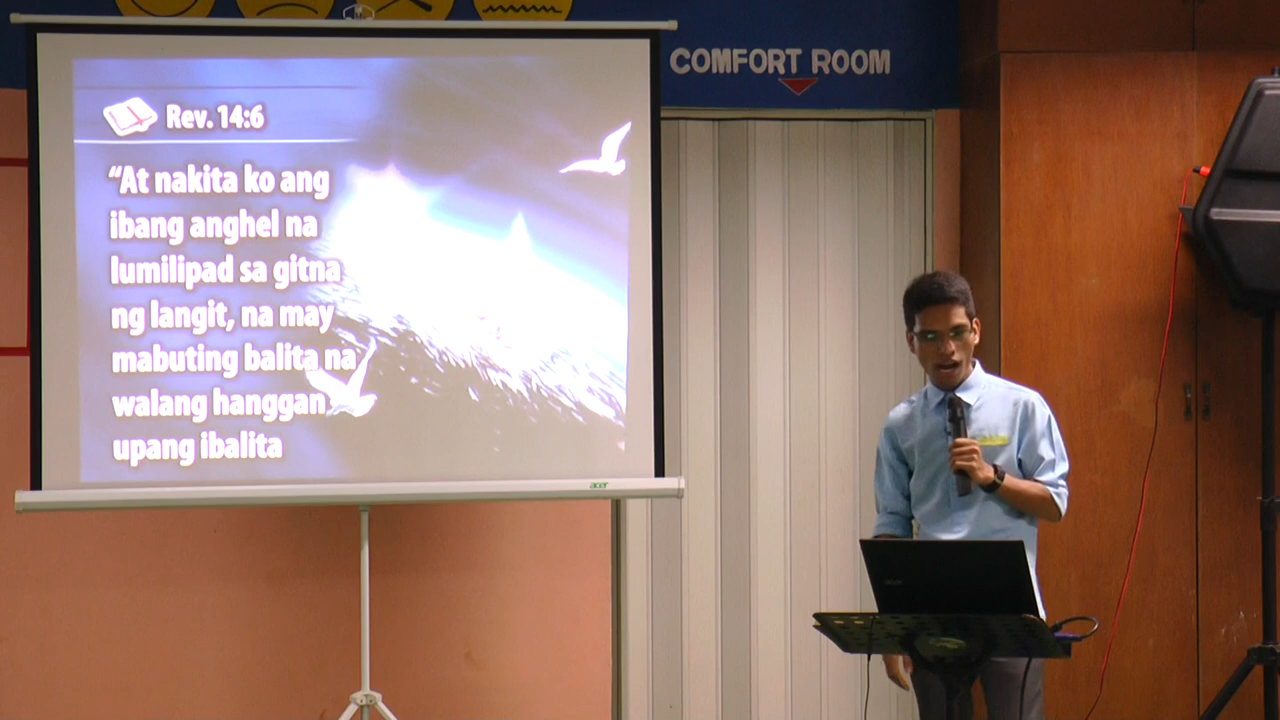 COMFORT ROOM
Rev. 14:6
“At nakita ko ang
ibang anghel na
lumilipad sa gitna
ng langit, na may
mabuting balita na
walang hanggan
upang ibalita
acer